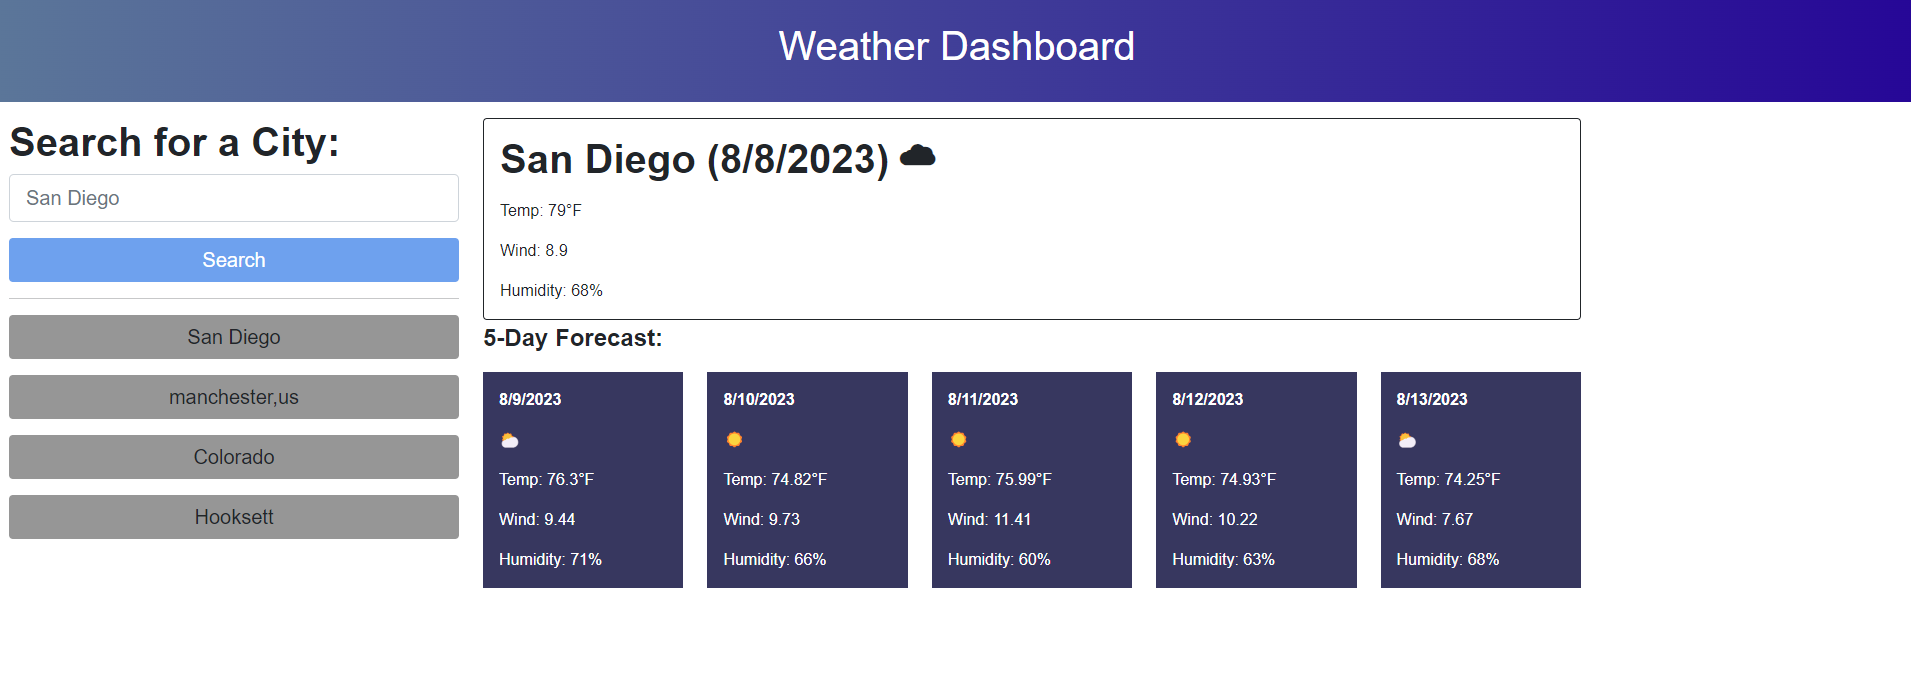 Weather Dashboard
Search for a City:
San Diego
Search
San Diego
manchester,us
Colorado
Hooksett
San Diego (8/8/2023)
Temp: 79°F
Wind: 8.9
Humidity: 68%
5-Day Forecast:
8/9/2023
Temp: 76.3°F
Wind: 9.44
Humidity: 71%
8/10/2023
Temp: 74.82°F
Wind: 9.73
Humidity: 66%
8/11/2023
Temp: 75.99°F
Wind: 11.41
Humidity: 60%
8/12/2023
Temp: 74.93°F
Wind: 10.22
Humidity: 63%
8/13/2023
Temp: 74.25°F
Wind: 7.67
Humidity: 68%